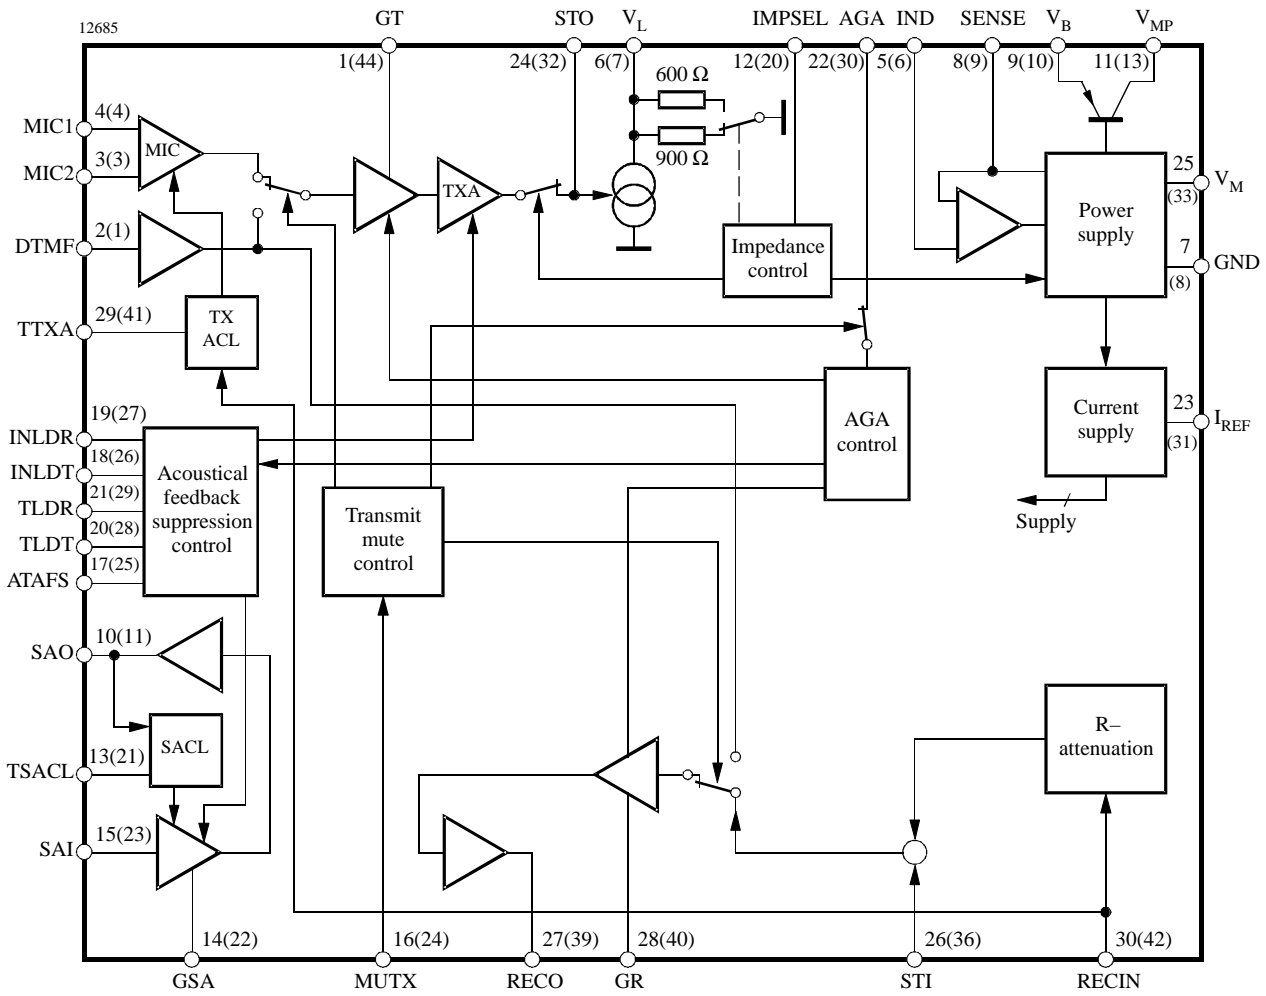 12685
GT STO VL IMPSEL AGA IND SENSE VB VMP
1(44) 24(32) 6(7) 12(20) 22(30) 5(6) 8(9) 9(10) 11(13)
600 Ω
900 Ω
MIC1 4(4)
MIC
MIC2 3(3)
TXA
DTMF 2(1)
Impedance
control
Power
supply
25
VM
(33)
7
GND
(8)
TTXA 29(41)
TX
ACL
INLDR 19(27)
INLDT 18(26)
TLDR 21(29)
TLDT 20(28)
ATAFS 17(25)
Acoustical
feedback
suppression
control
Transmit
mute
control
AGA
control
Current
supply
23
IREF
(31)
Supply
SAO 10(11)
SACL
TSACL 13(21)
SAI 15(23)
R–
attenuation
14(22) 16(24) 27(39) 28(40) 26(36) 30(42)
GSA MUTX RECO GR STI RECIN